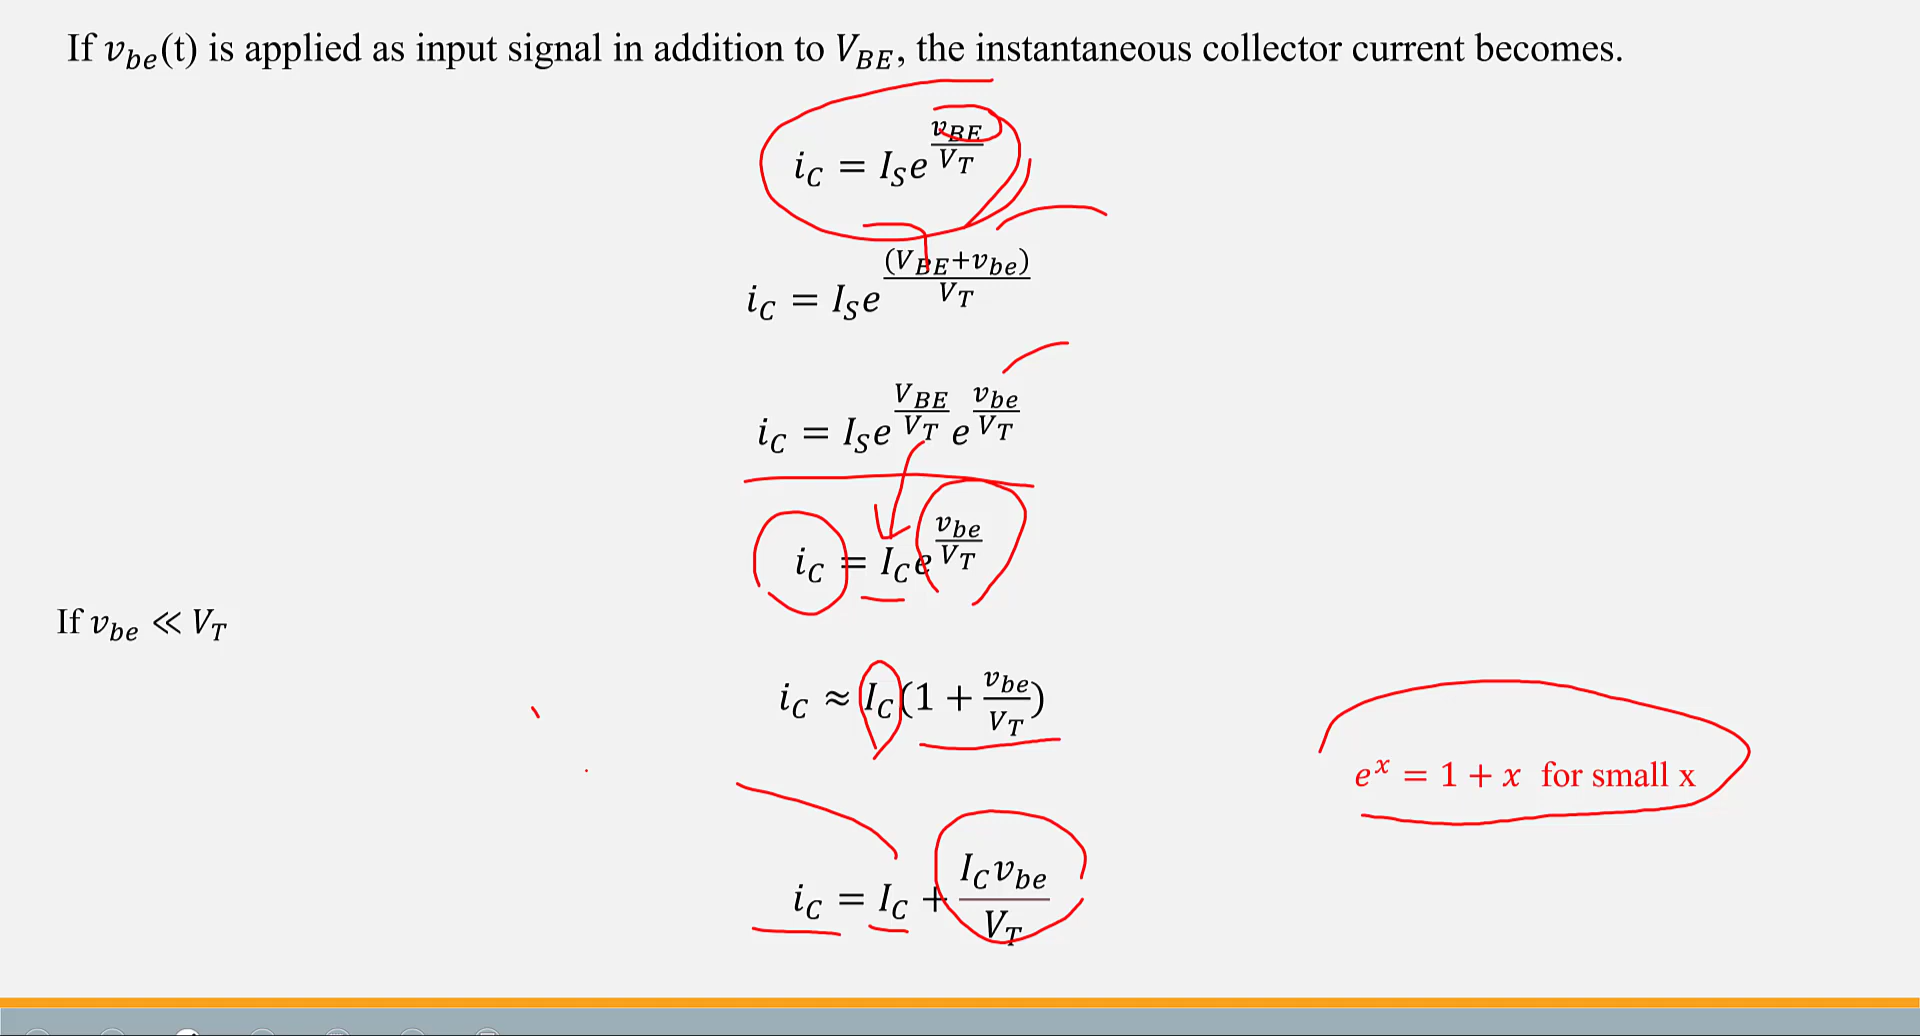 If v_be(t) is applied as input signal in addition to V_BE, the instantaneous collector current becomes.
i_C = I_S e^(v_BE/V_T)
i_C = I_S e^((V_BE+v_be)/V_T)
i_C = I_S e^(V_BE/V_T) e^(v_be/V_T)
i_C = I_C e^(v_be/V_T)
If v_be ≪ V_T
i_C ≈ I_C(1 + v_be/V_T)
e^x = 1 + x for small x
i_C = I_C + I_C v_be/V_T